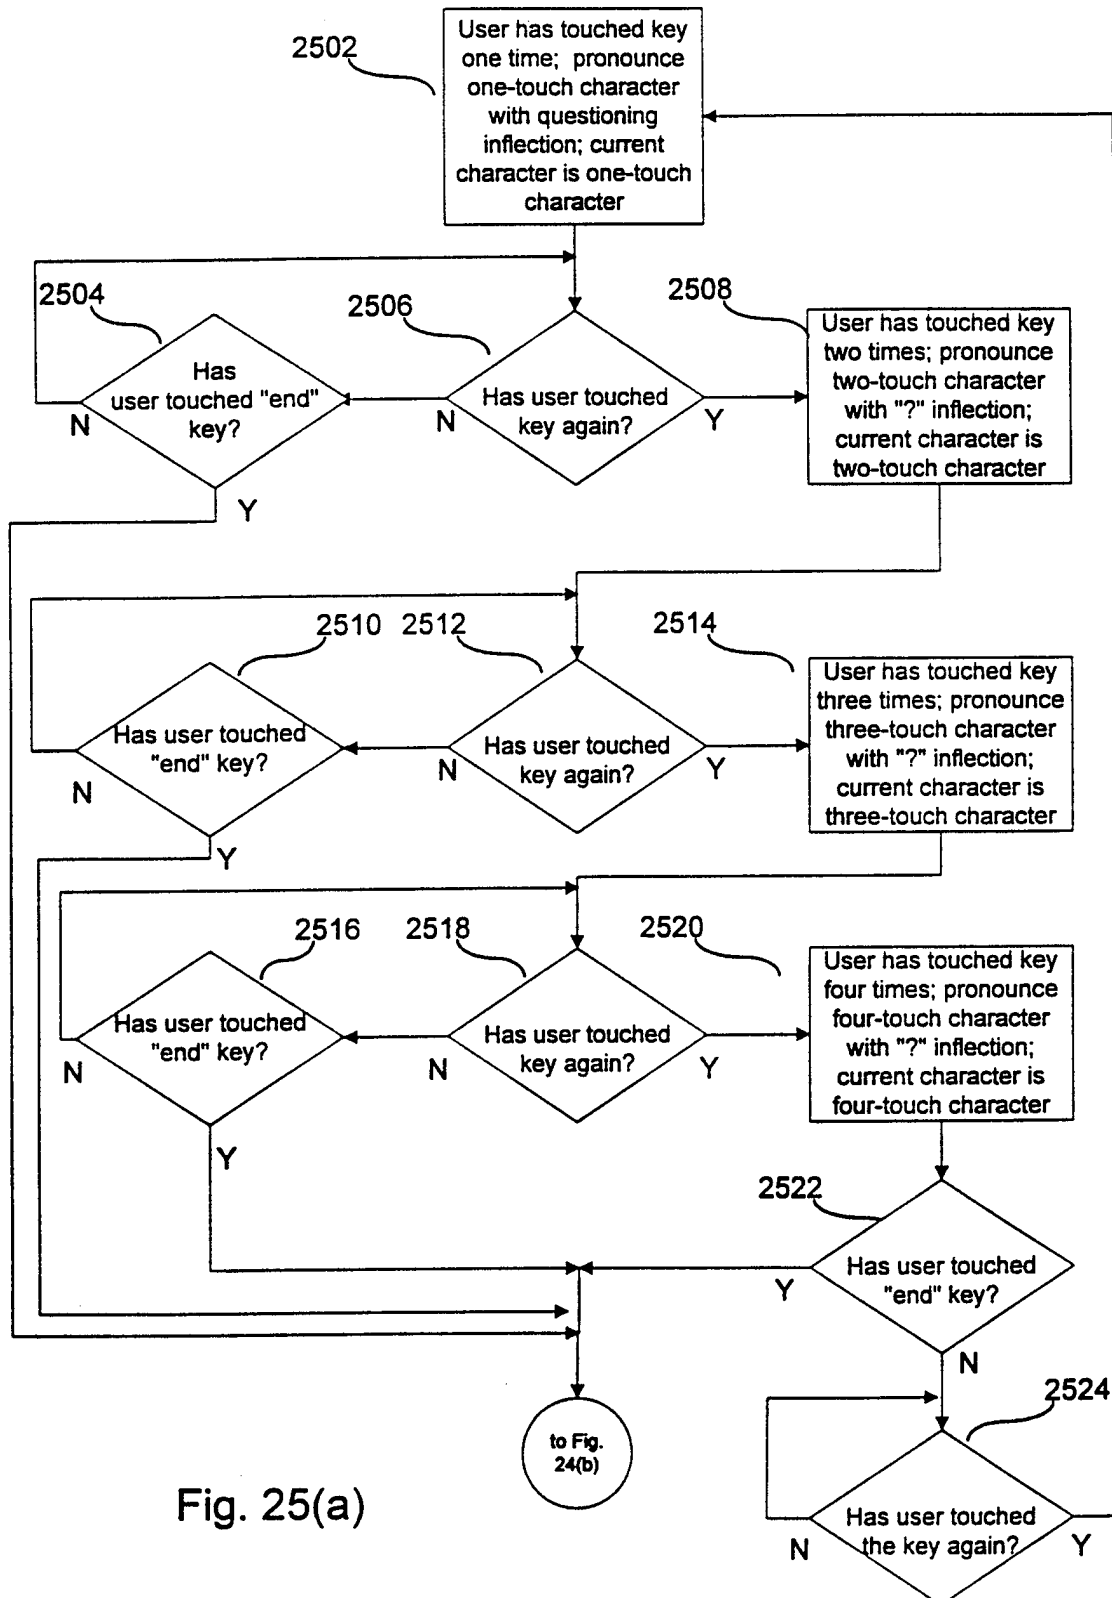 2502
User has touched key
one time; pronounce
one-touch character
with questioning
inflection; current
character is one-touch
character
2504
Has
user touched "end"
key?
N
Y
2506
Has user touched
key again?
N
Y
2508
User has touched key
two times; pronounce
two-touch character
with "?" inflection;
current character is
two-touch character
2510
Has user touched
"end" key?
N
Y
2512
Has user touched
key again?
N
Y
2514
User has touched key
three times; pronounce
three-touch character
with "?" inflection;
current character is
three-touch character
2516
Has user touched
"end" key?
N
Y
2518
Has user touched
key again?
N
Y
2520
User has touched key
four times; pronounce
four-touch character
with "?" inflection;
current character is
four-touch character
2522
Has user touched
"end" key?
Y
N
2524
Has user touched
the key again?
N
Y
to Fig.
24(b)
Fig. 25(a)